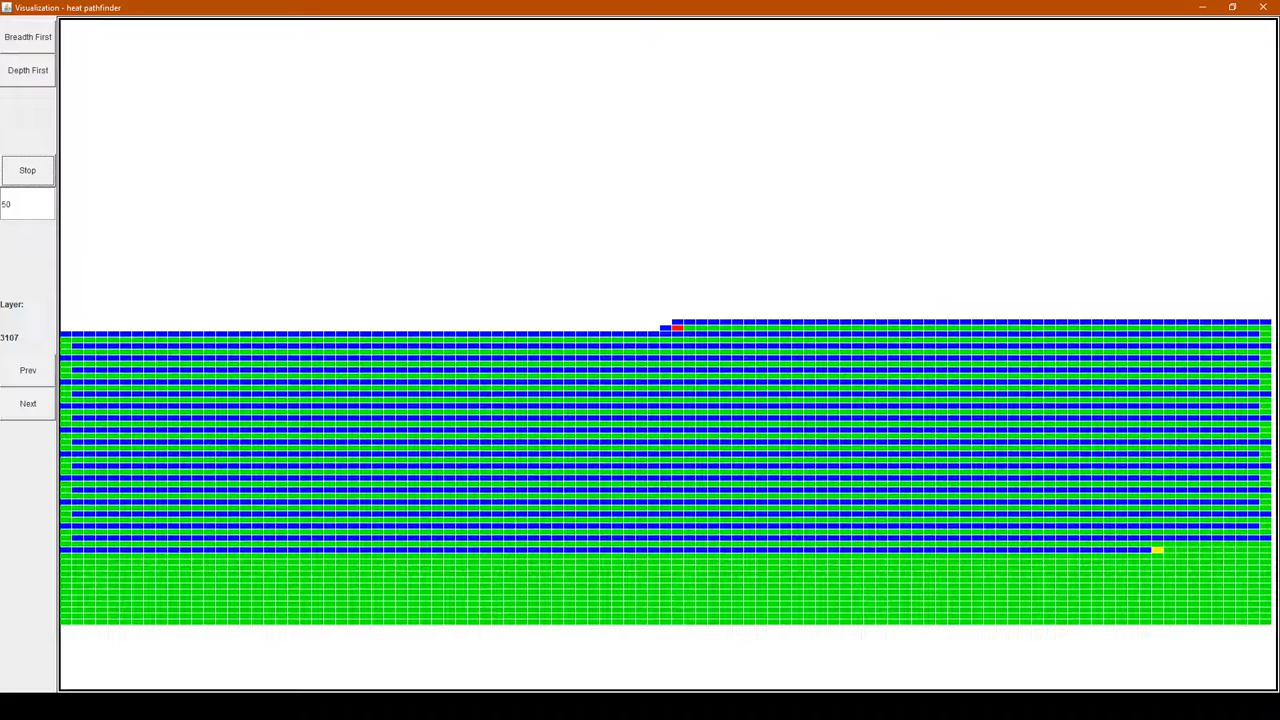 Visualization - heat pathfinder
Breadth First
Depth First
Stop
50
Layer:
3107
Prev
Next